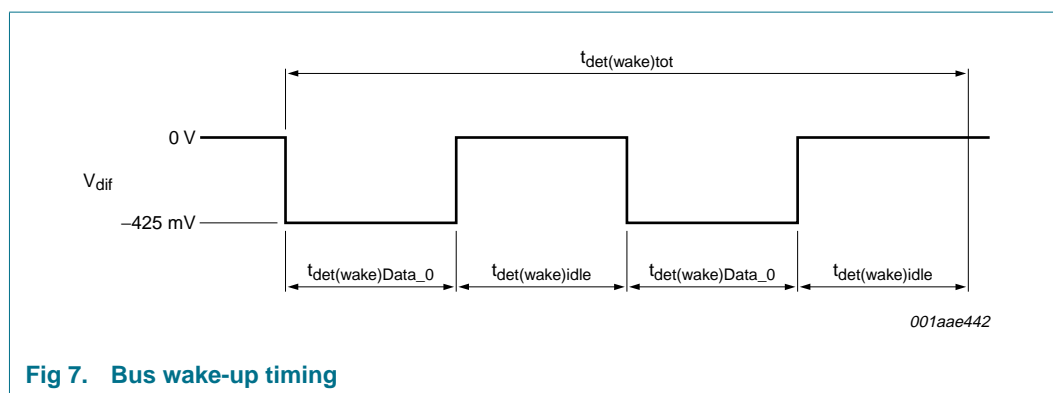 t_det(wake)tot
0 V
V_dif
−425 mV
t_det(wake)Data_0 t_det(wake)idle t_det(wake)Data_0 t_det(wake)idle
001aae442
Fig 7. Bus wake-up timing